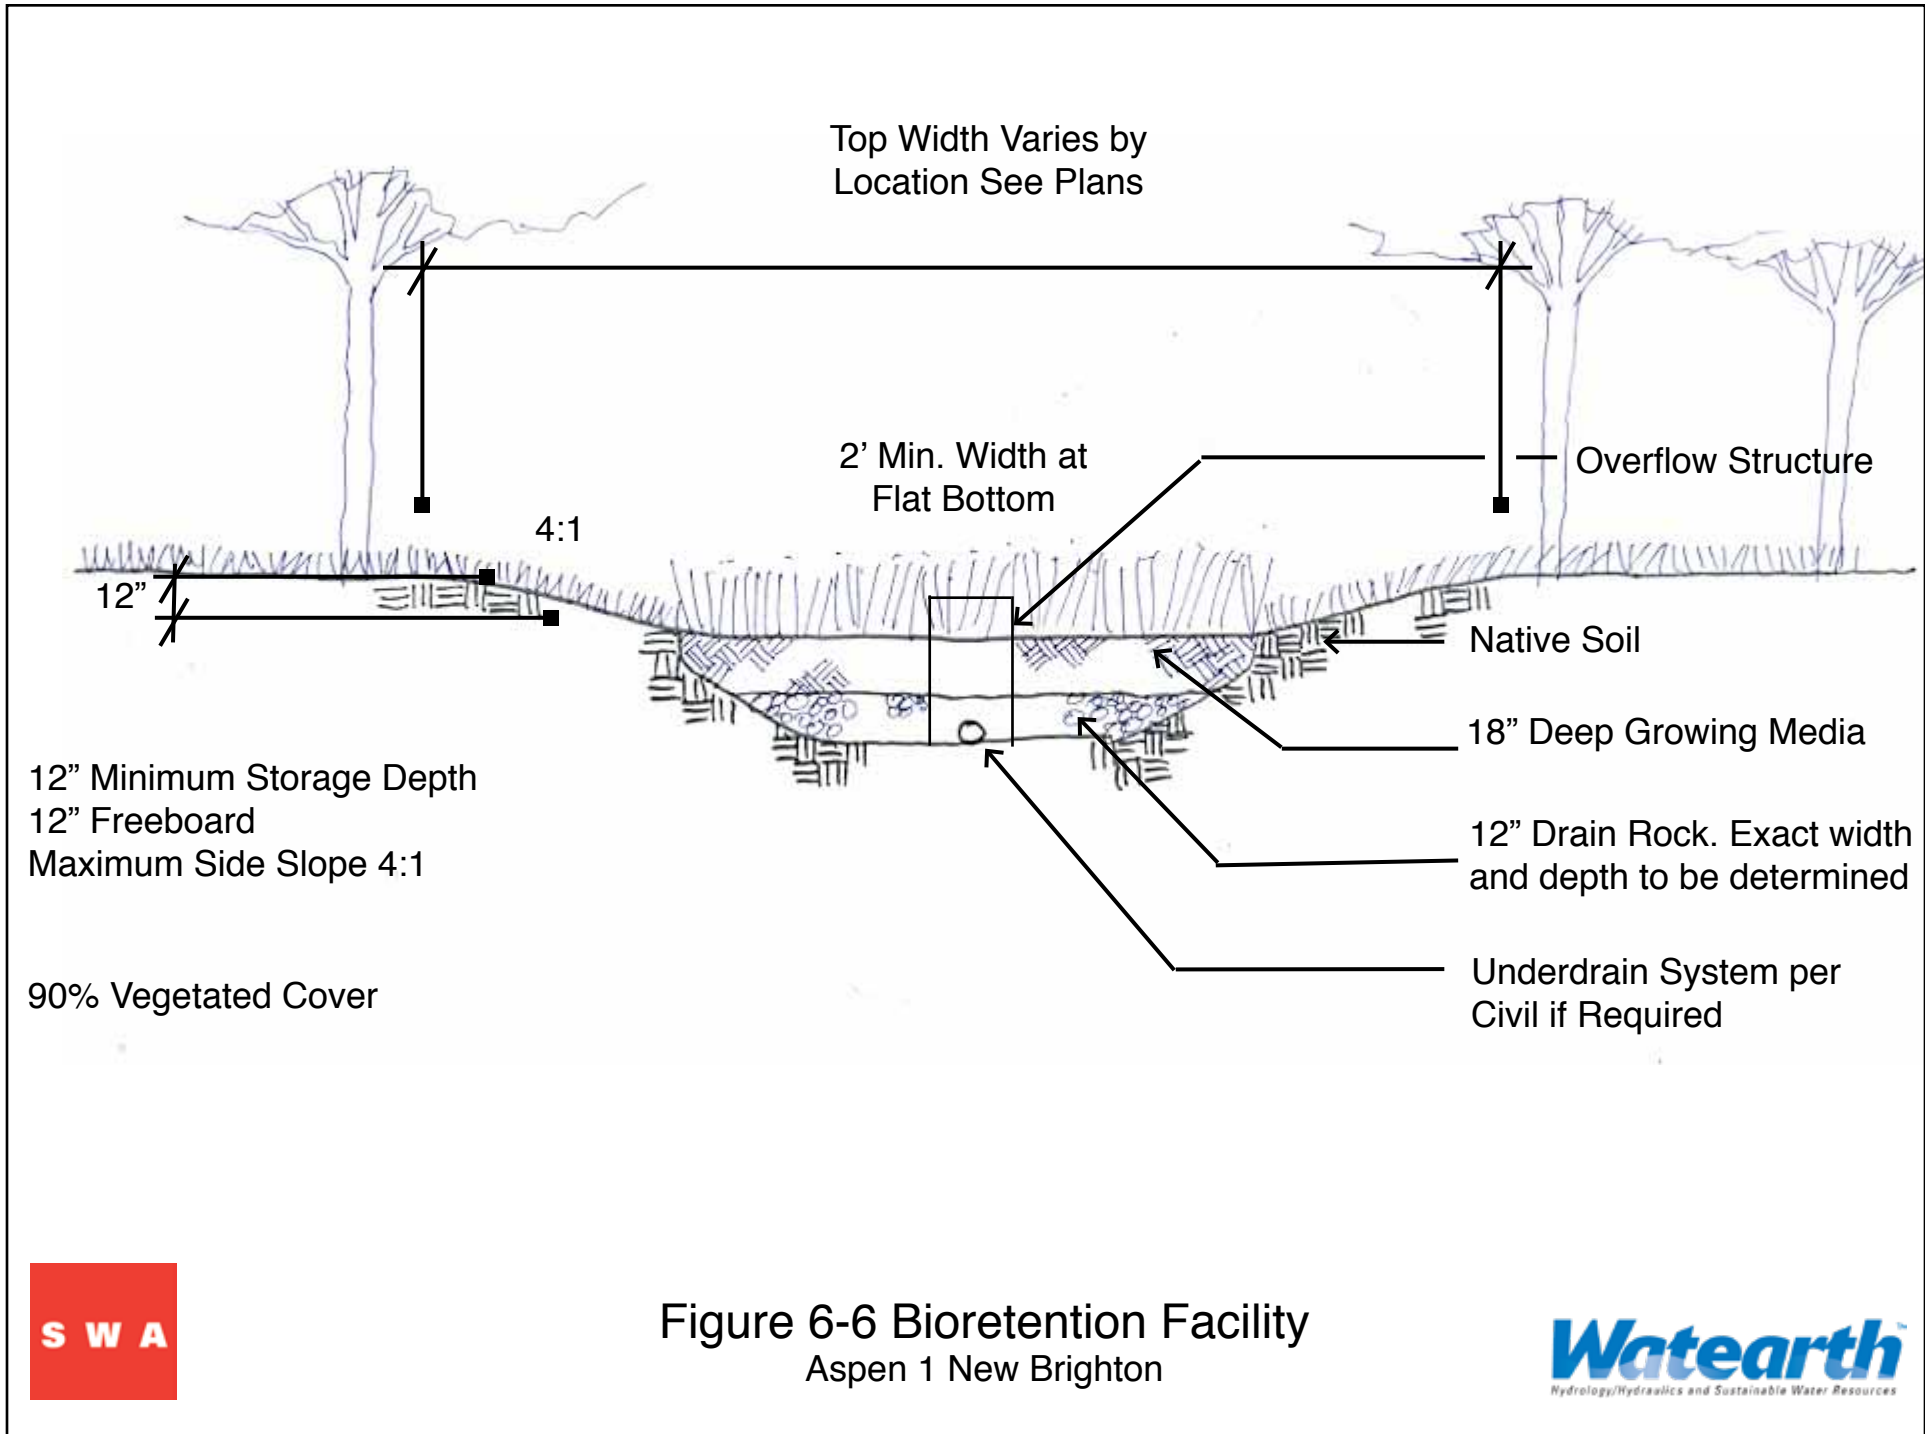 Top Width Varies by
Location See Plans
2’ Min. Width at
Flat Bottom
Overflow Structure
4:1
12”
Native Soil
18” Deep Growing Media
12” Minimum Storage Depth
12” Freeboard
Maximum Side Slope 4:1
12” Drain Rock. Exact width
and depth to be determined
90% Vegetated Cover
Underdrain System per
Civil if Required
SWA
Figure 6-6 Bioretention Facility
Aspen 1 New Brighton
Watearth™
Hydrology/Hydraulics and Sustainable Water Resources